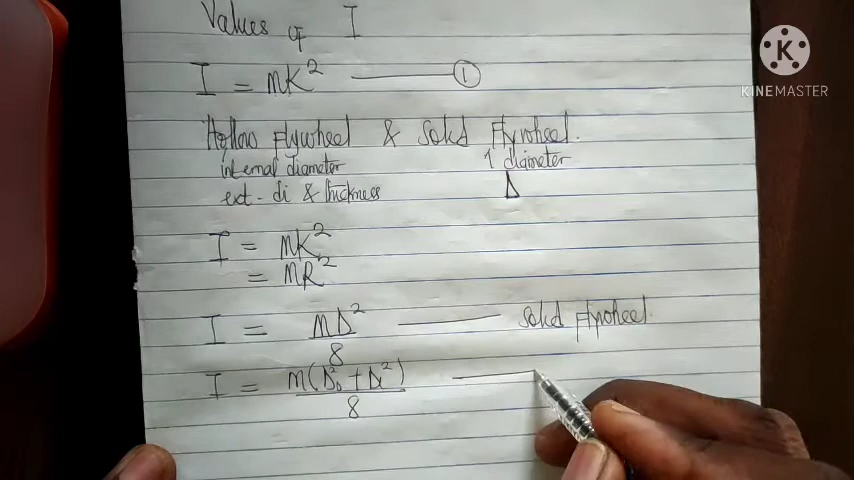 Values of I
I = mK² ——— ①
KINEMASTER
Hollow Flywheel & Solid Flywheel.
internal diameter
1 diameter
ext. di & thickness
D
I = mK²
= mR²
I = mD²/8 ——— Solid Flywheel
I = m(D₀² + Di²)/8 ———